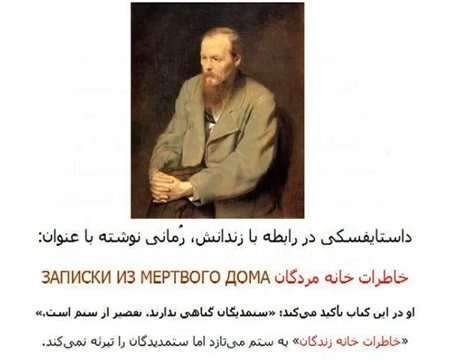 داستایفسکی در رابطه با زندانش، رُمانی نوشته با عنوان:
خاطرات خانه مردگان ЗАПИСКИ ИЗ МЕРТВОГО ДОМА
او در این کتاب تأکید می‌کند: «ستمدیگان گناهی ندارند. تقصیر از ستم است.»
«خاطرات خانه زندگان» به ستم می‌تازد اما ستمدیدگان را تبرئه نمی‌کند.